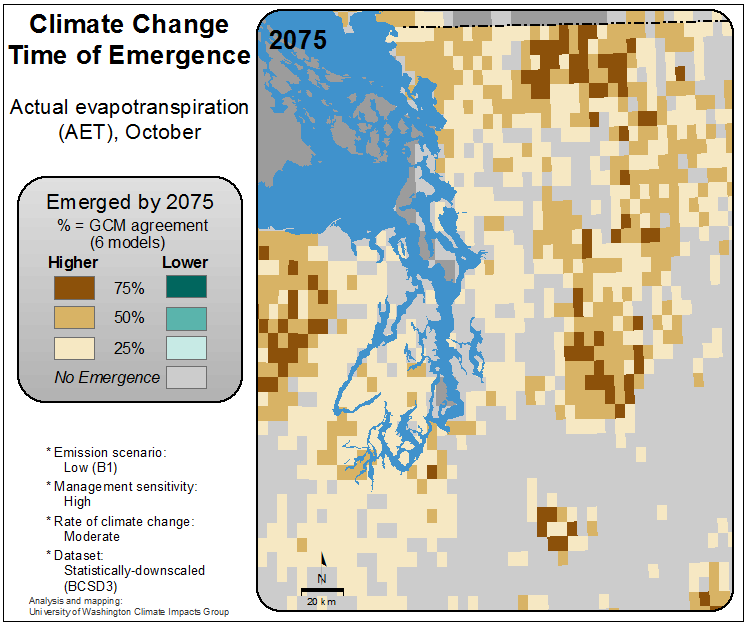 Climate Change
Time of Emergence
Actual evapotranspiration
(AET), October
Emerged by 2075
% = GCM agreement
(6 models)
Higher Lower
75%
50%
25%
No Emergence
* Emission scenario:
Low (B1)
* Management sensitivity:
High
* Rate of climate change:
Moderate
* Dataset:
Statistically-downscaled
(BCSD3)
Analysis and mapping:
University of Washington Climate Impacts Group
2075
N
20 km